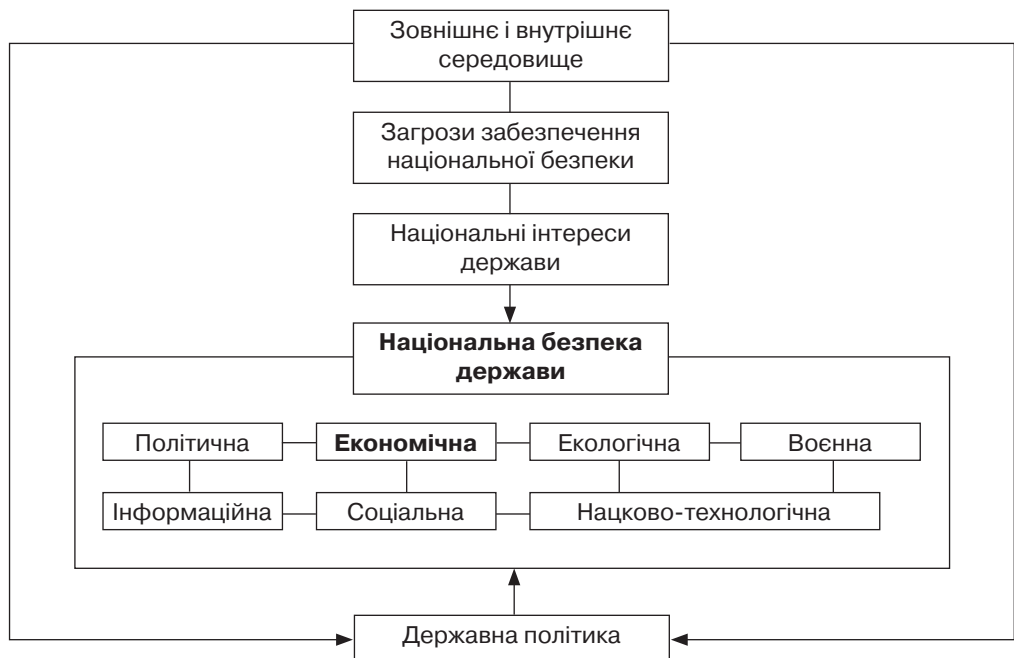 Зовнішнє і внутрішнє
середовище
Загрози забезпечення
національної безпеки
Національні інтереси
держави
Національна безпека
держави
Політична
Економічна
Екологічна
Воєнна
Інформаційна
Соціальна
Нацково-технологічна
Державна політика